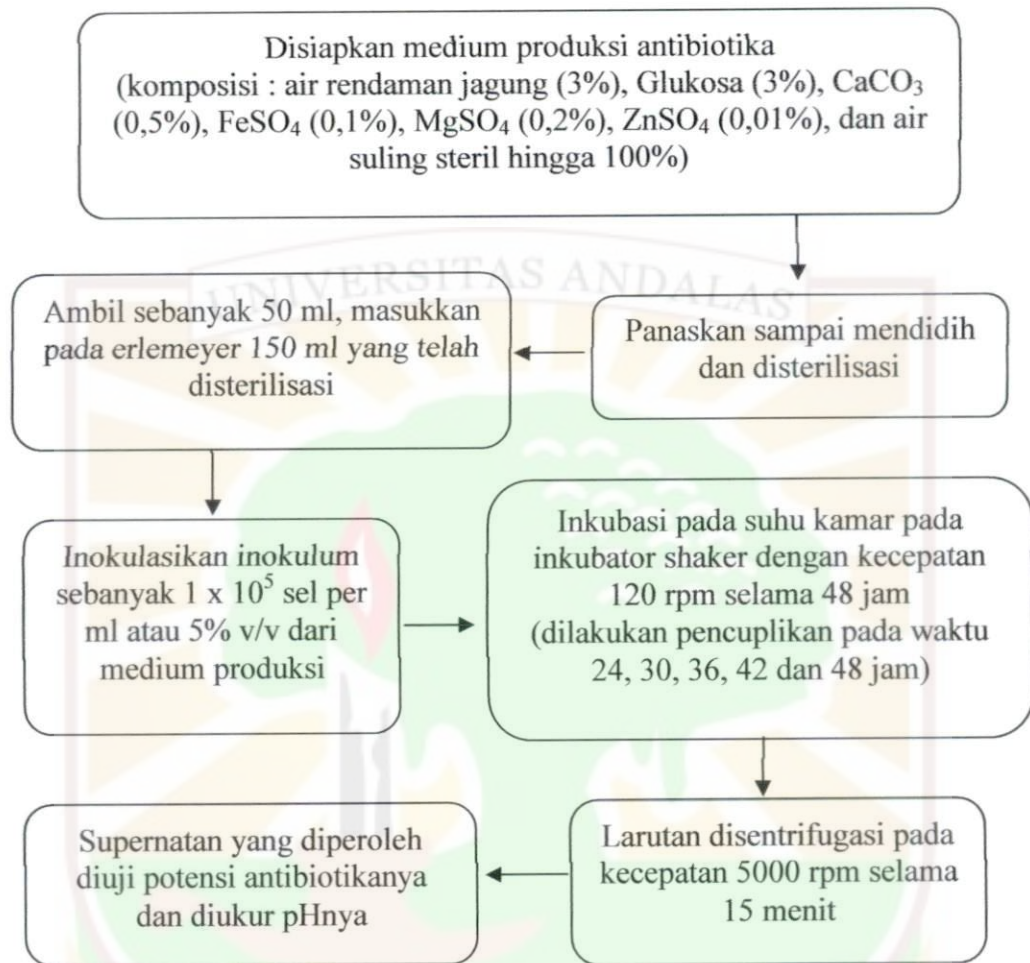 Disiapkan medium produksi antibiotika
(komposisi : air rendaman jagung (3%), Glukosa (3%), CaCO₃
(0,5%), FeSO₄ (0,1%), MgSO₄ (0,2%), ZnSO₄ (0,01%), dan air
suling steril hingga 100%)
UNIVERSITAS ANDALAS
Panaskan sampai mendidih
dan disterilisasi
Ambil sebanyak 50 ml, masukkan
pada erlemeyer 150 ml yang telah
disterilisasi
Inokulasikan inokulum
sebanyak 1 x 10⁵ sel per
ml atau 5% v/v dari
medium produksi
Inkubasi pada suhu kamar pada
inkubator shaker dengan kecepatan
120 rpm selama 48 jam
(dilakukan pencuplikan pada waktu
24, 30, 36, 42 dan 48 jam)
Larutan disentrifugasi pada
kecepatan 5000 rpm selama
15 menit
Supernatan yang diperoleh
diuji potensi antibiotikanya
dan diukur pHnya